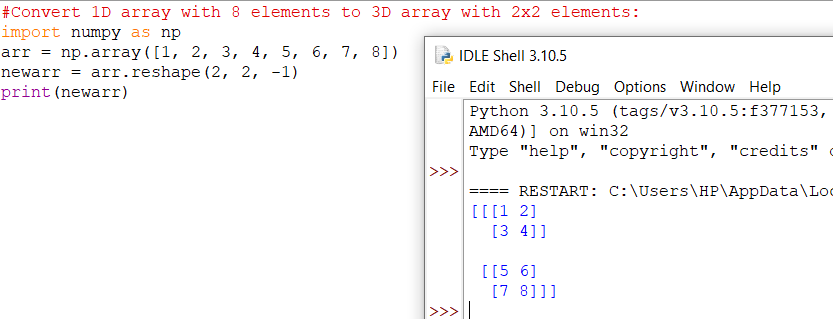 #Convert 1D array with 8 elements to 3D array with 2x2 elements:
import numpy as np
arr = np.array([1, 2, 3, 4, 5, 6, 7, 8])
newarr = arr.reshape(2, 2, -1)
print(newarr)
IDLE Shell 3.10.5
File Edit Shell Debug Options Window Help
Python 3.10.5 (tags/v3.10.5:f377153,
AMD64)] on win32
Type "help", "copyright", "credits"
>>>
==== RESTART: C:\Users\HP\AppData\Loc
[[[1 2]
  [3 4]]

 [[5 6]
  [7 8]]]
>>>